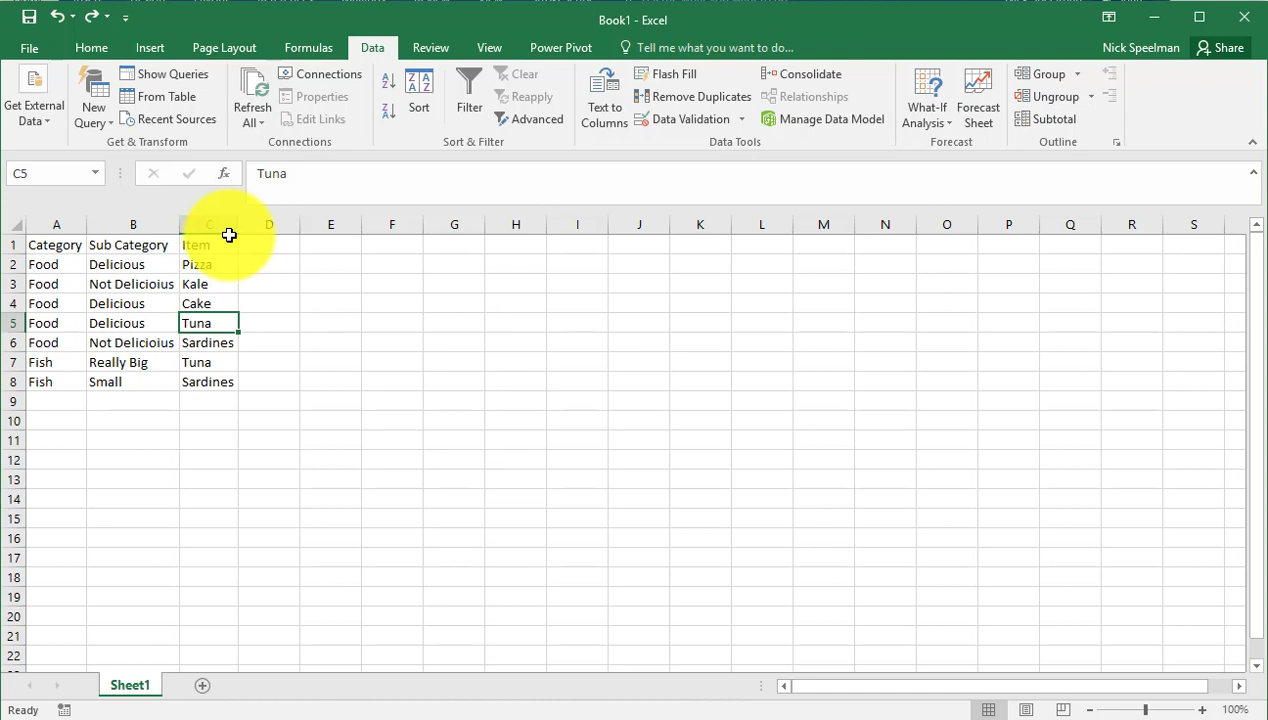 Book1 - Excel
File Home Insert Page Layout Formulas Data Review View Power Pivot Tell me what you want to do... Nick Speelman Share
Get External Data
New Query
Show Queries
From Table
Recent Sources
Get & Transform
Refresh All
Connections
Properties
Edit Links
Connections
Sort
Filter
Clear
Reapply
Advanced
Sort & Filter
Text to Columns
Flash Fill
Remove Duplicates
Data Validation
Consolidate
Relationships
Manage Data Model
Data Tools
What-If Analysis
Forecast Sheet
Forecast
Group
Ungroup
Subtotal
Outline
C5 fx Tuna
A B C D E F G H I J K L M N O P Q R S
1 Category Sub Category Item
2 Food Delicious Pizza
3 Food Not Delicioius Kale
4 Food Delicious Cake
5 Food Delicious Tuna
6 Food Not Delicioius Sardines
7 Fish Really Big Tuna
8 Fish Small Sardines
9
10
11
12
13
14
15
16
17
18
19
20
21
22
Sheet1
Ready 100%